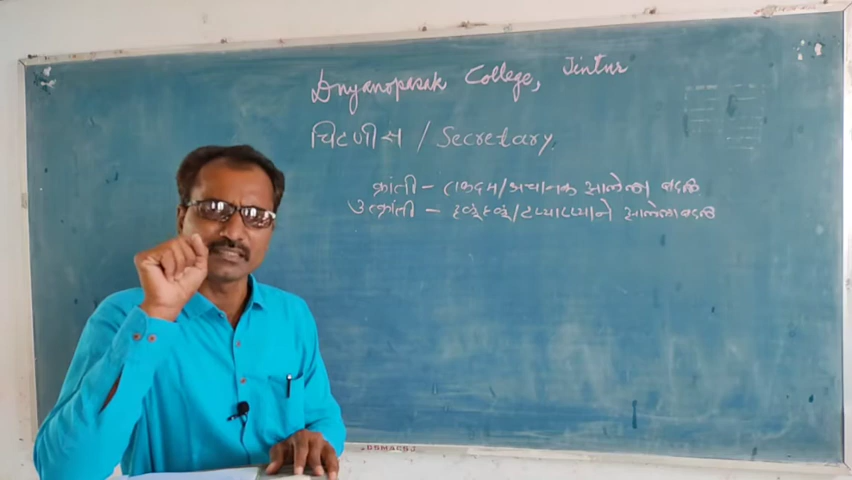 Dnyanopasak College, Jintur
चिटणीस / Secretary
क्रांती - एकदम/अचानक आलेला बदल
उत्क्रांती - हळूहळू/टप्याटप्याने आलेला बदल